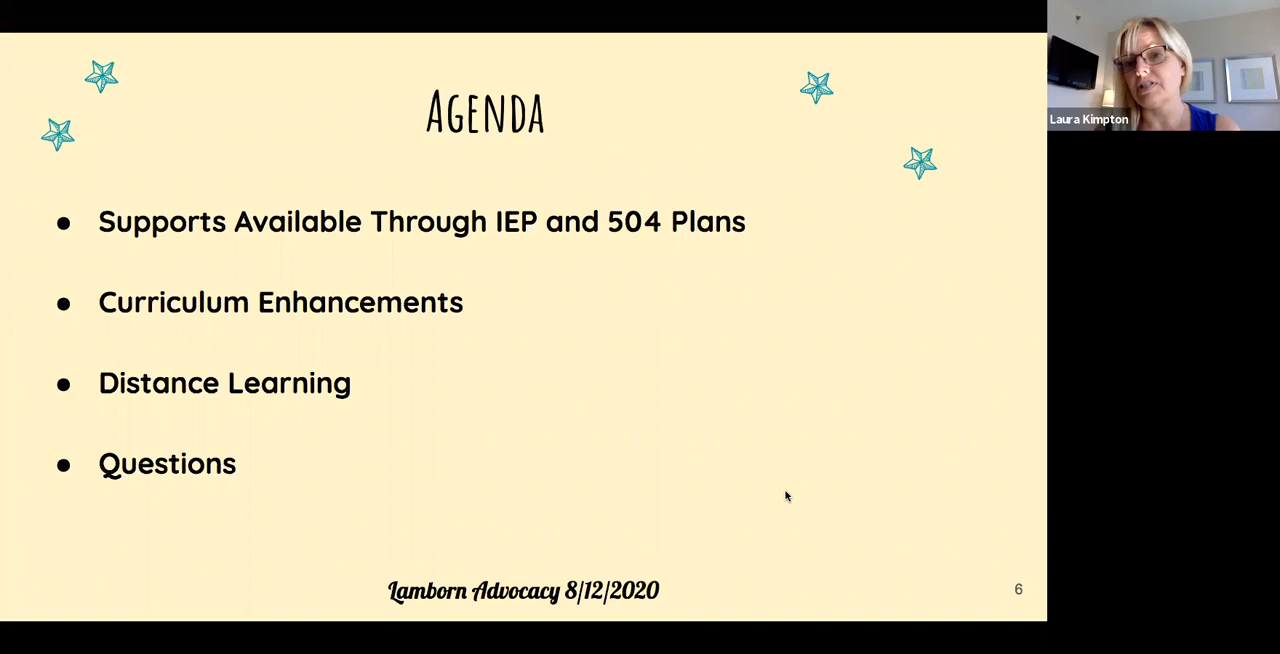 Agenda
Laura Kimpton
● Supports Available Through IEP and 504 Plans
● Curriculum Enhancements
● Distance Learning
● Questions
Lamborn Advocacy 8/12/2020
6